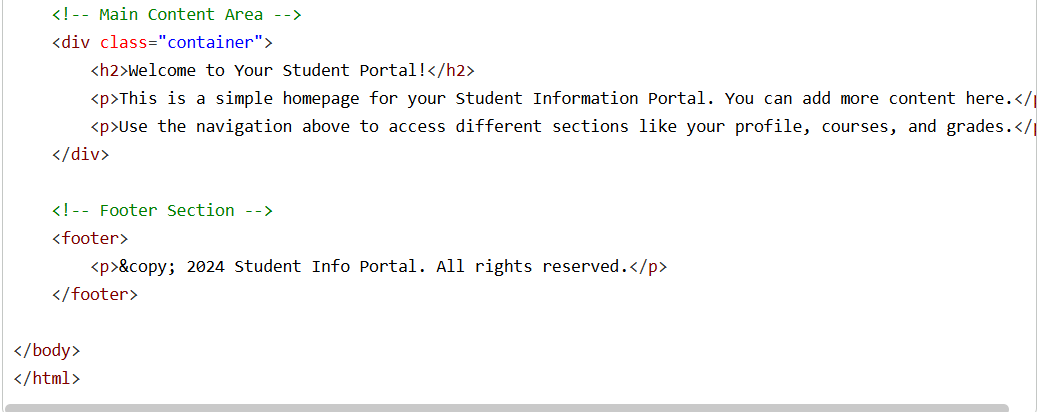 <!-- Main Content Area -->
<div class="container">
<h2>Welcome to Your Student Portal!</h2>
<p>This is a simple homepage for your Student Information Portal. You can add more content here.</p
<p>Use the navigation above to access different sections like your profile, courses, and grades.</p
</div>
<!-- Footer Section -->
<footer>
<p>&copy; 2024 Student Info Portal. All rights reserved.</p>
</footer>
</body>
</html>